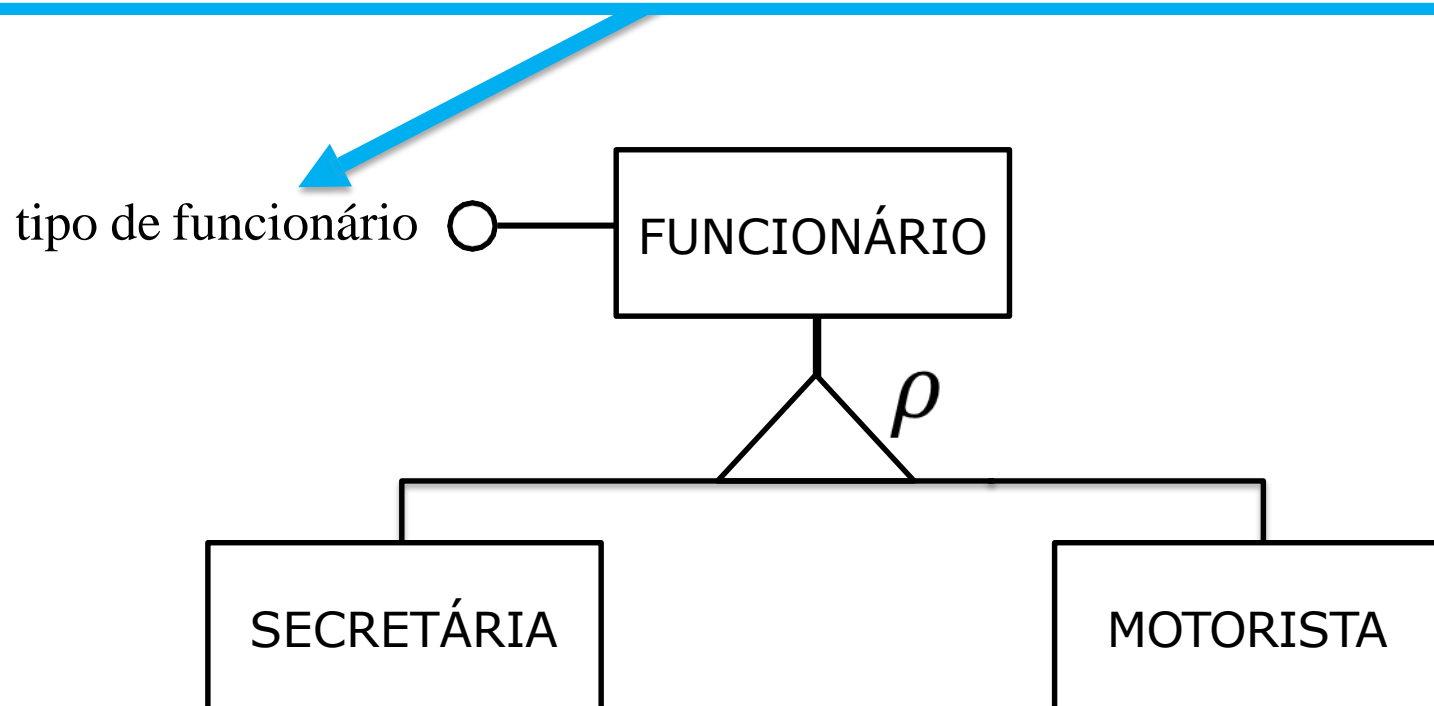 tipo de funcionário
FUNCIONÁRIO
ρ
SECRETÁRIA
MOTORISTA